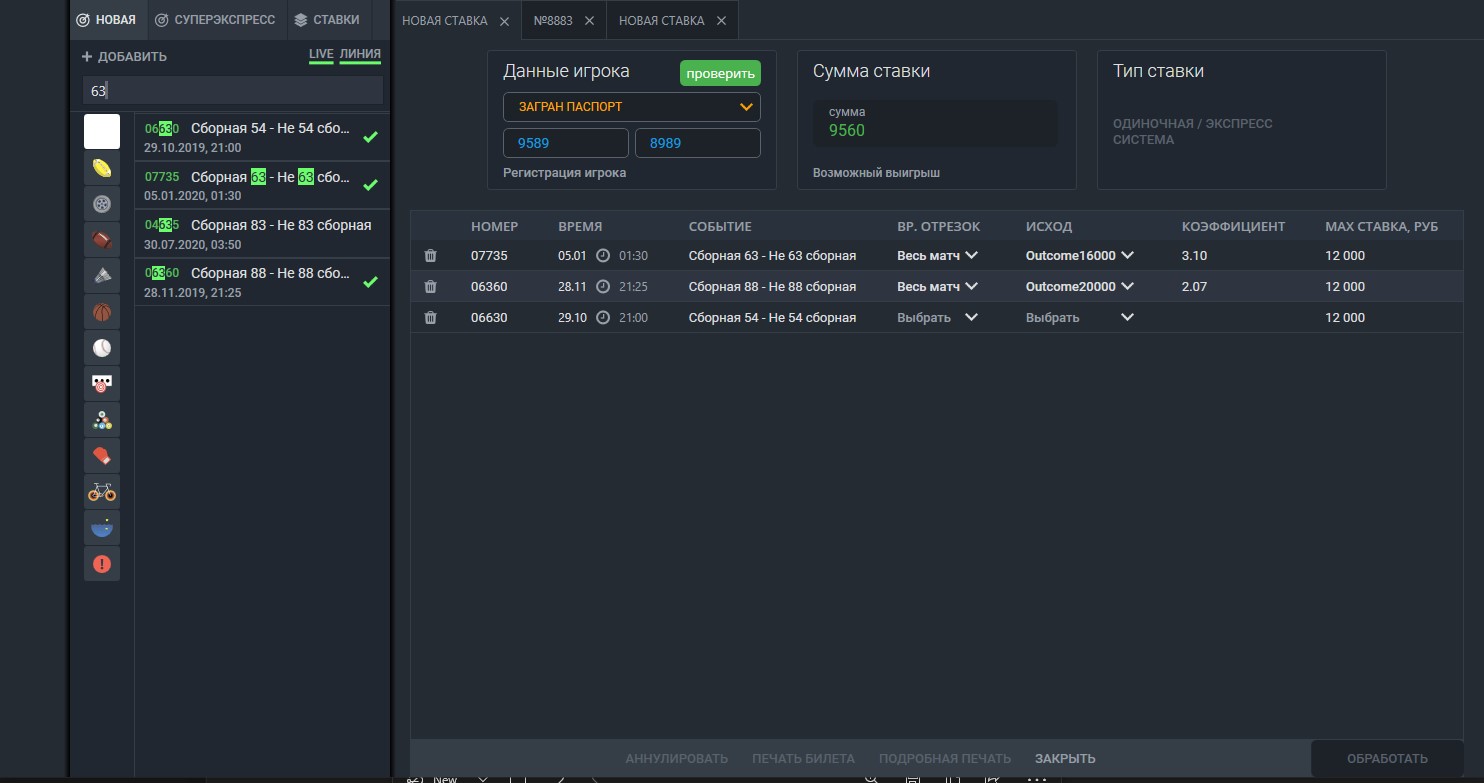 НОВАЯ СУПЕРЭКСПРЕСС СТАВКИ
ДОБАВИТЬ LIVE ЛИНИЯ
63
06630 Сборная 54 - Не 54 сбо...
29.10.2019, 21:00
07735 Сборная 63 - Не 63 сбо...
05.01.2020, 01:30
04635 Сборная 83 - Не 83 сборная
30.07.2020, 03:50
06360 Сборная 88 - Не 88 сбо...
28.11.2019, 21:25
НОВАЯ СТАВКА №8883 НОВАЯ СТАВКА
Данные игрока проверить
ЗАГРАН ПАСПОРТ
9589 8989
Регистрация игрока
Сумма ставки
сумма
9560
Возможный выигрыш
Тип ставки
ОДИНОЧНАЯ / ЭКСПРЕСС
СИСТЕМА
НОМЕР ВРЕМЯ СОБЫТИЕ ВР. ОТРЕЗОК ИСХОД КОЭФФИЦИЕНТ MAX СТАВКА, РУБ
07735 05.01 01:30 Сборная 63 - Не 63 сборная Весь матч Outcome16000 3.10 12 000
06360 28.11 21:25 Сборная 88 - Не 88 сборная Весь матч Outcome20000 2.07 12 000
06630 29.10 21:00 Сборная 54 - Не 54 сборная Выбрать Выбрать 12 000
АННУЛИРОВАТЬ ПЕЧАТЬ БИЛЕТА ПОДРОБНАЯ ПЕЧАТЬ ЗАКРЫТЬ ОБРАБОТАТЬ
New